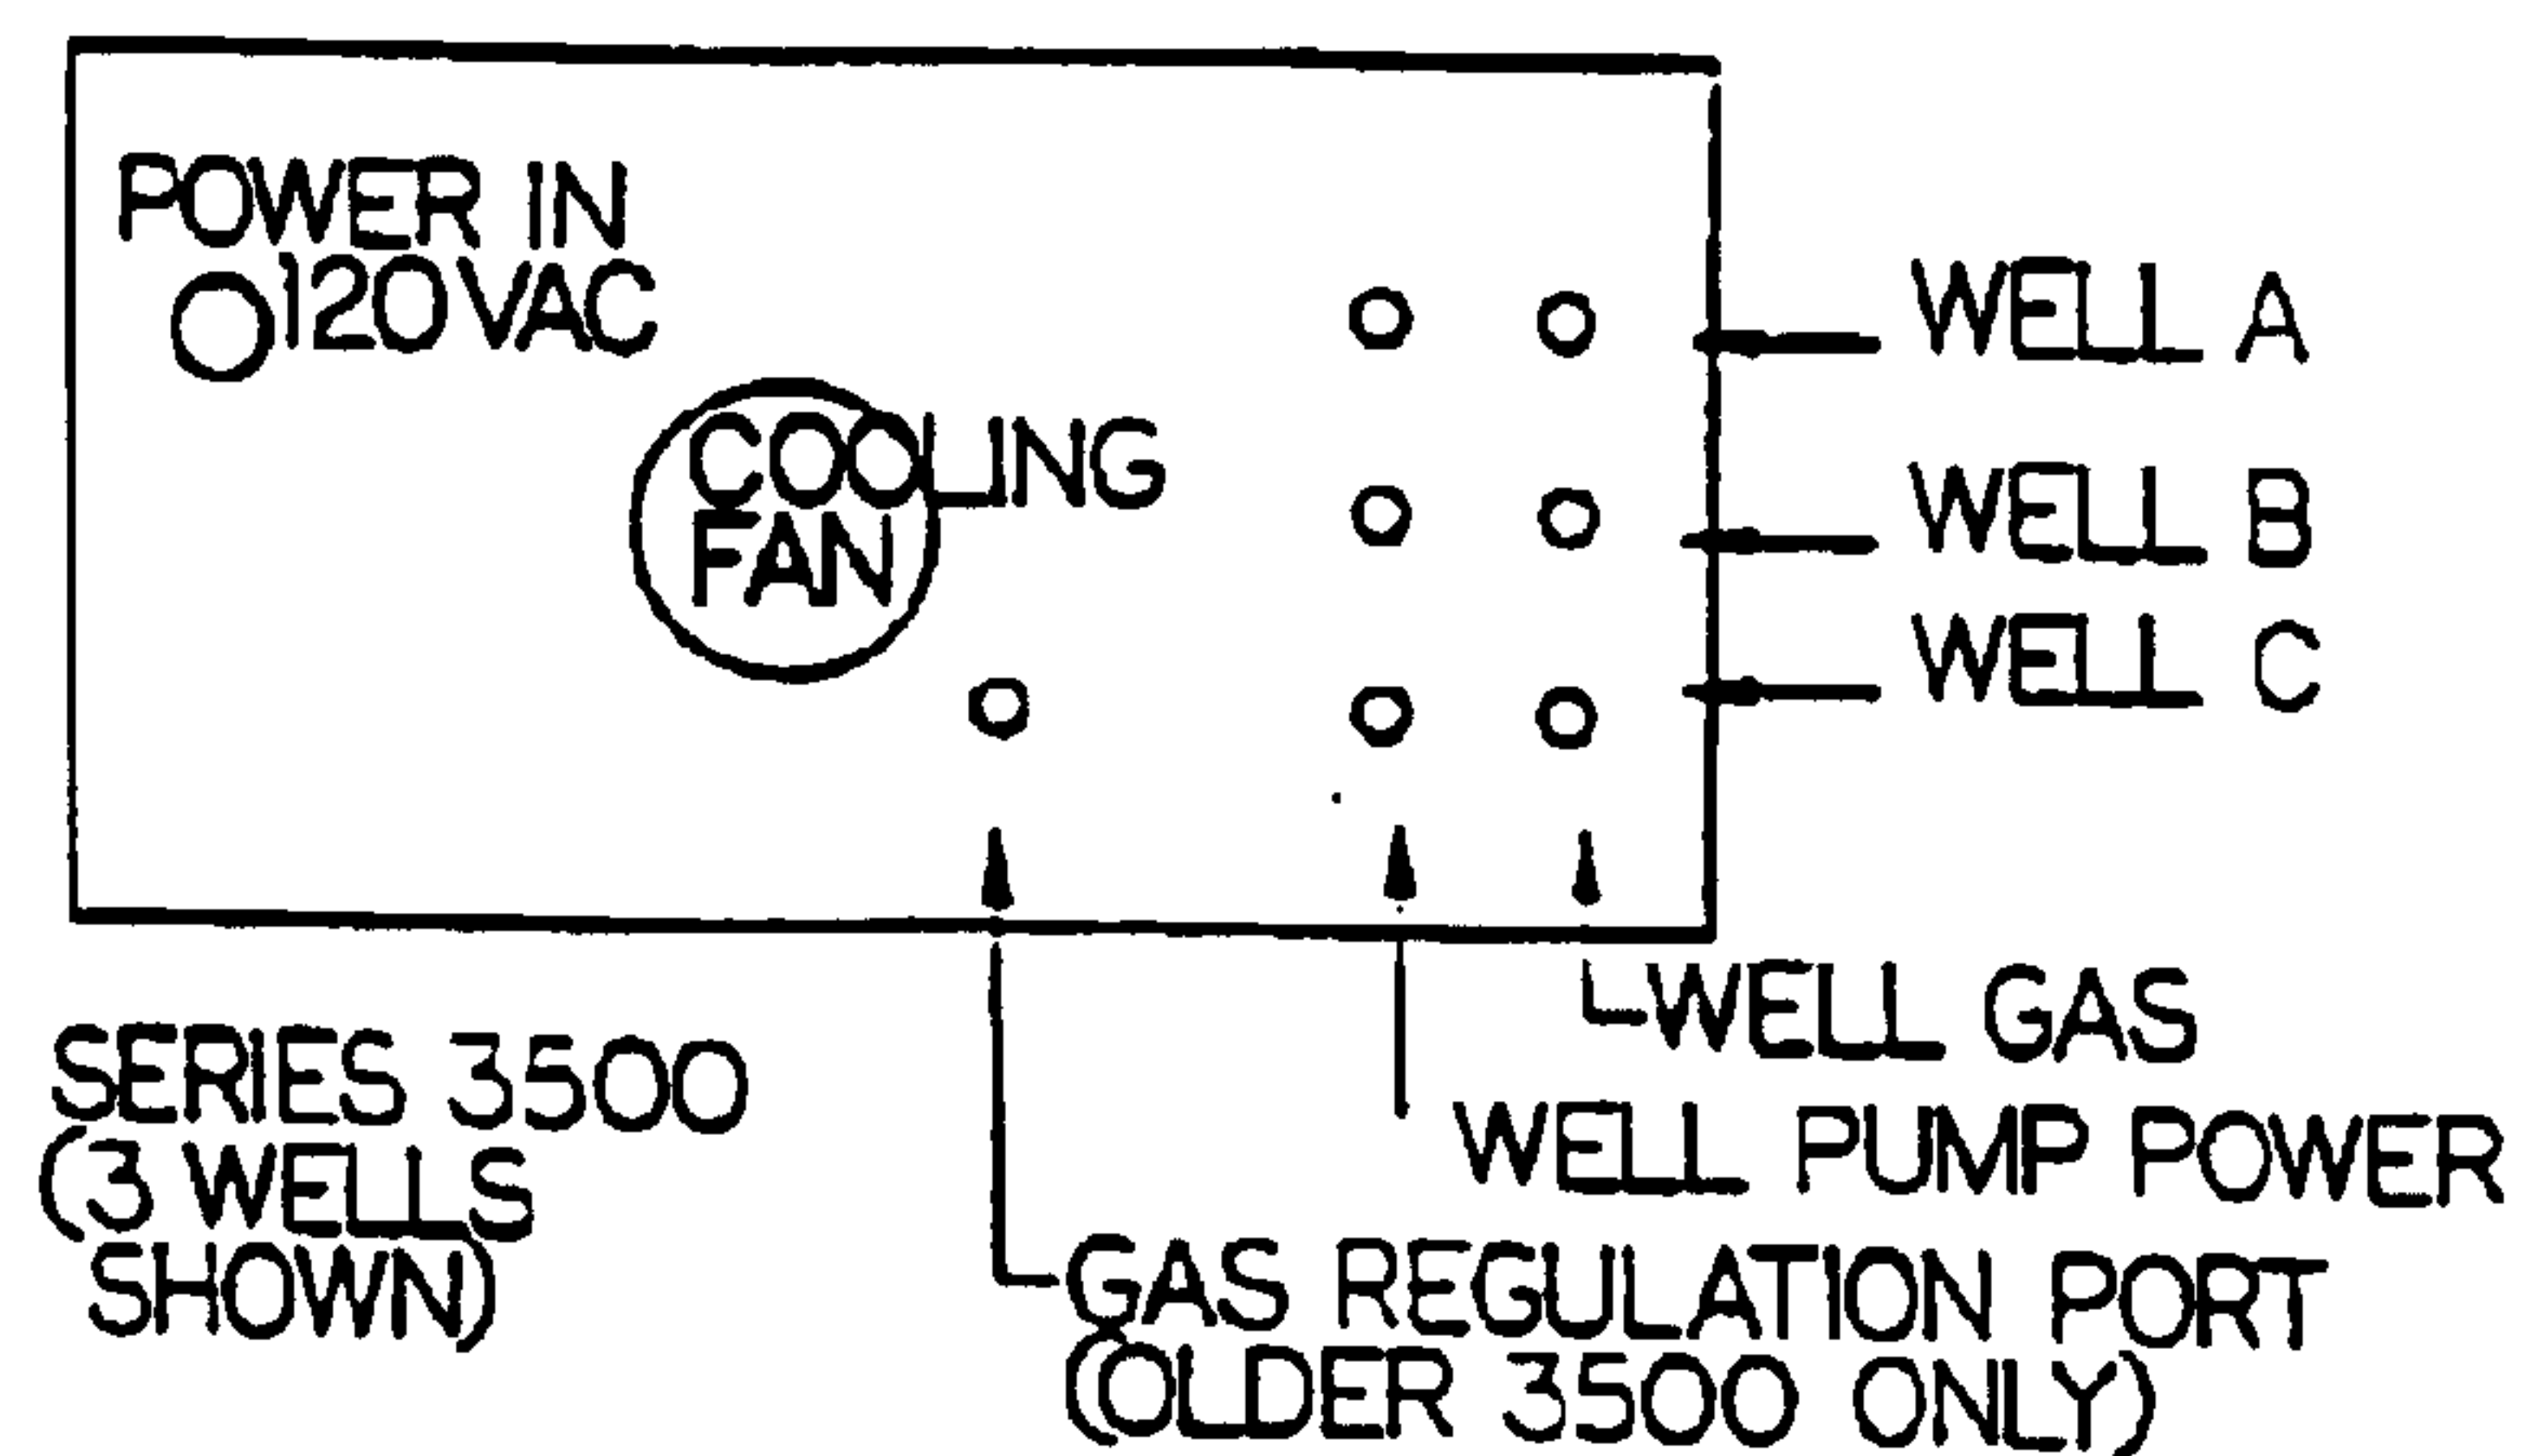 POWER IN
120VAC
COOLING
FAN
WELL A
WELL B
WELL C
WELL GAS
WELL PUMP POWER
GAS REGULATION PORT
(OLDER 3500 ONLY)
SERIES 3500
(3 WELLS
SHOWN)